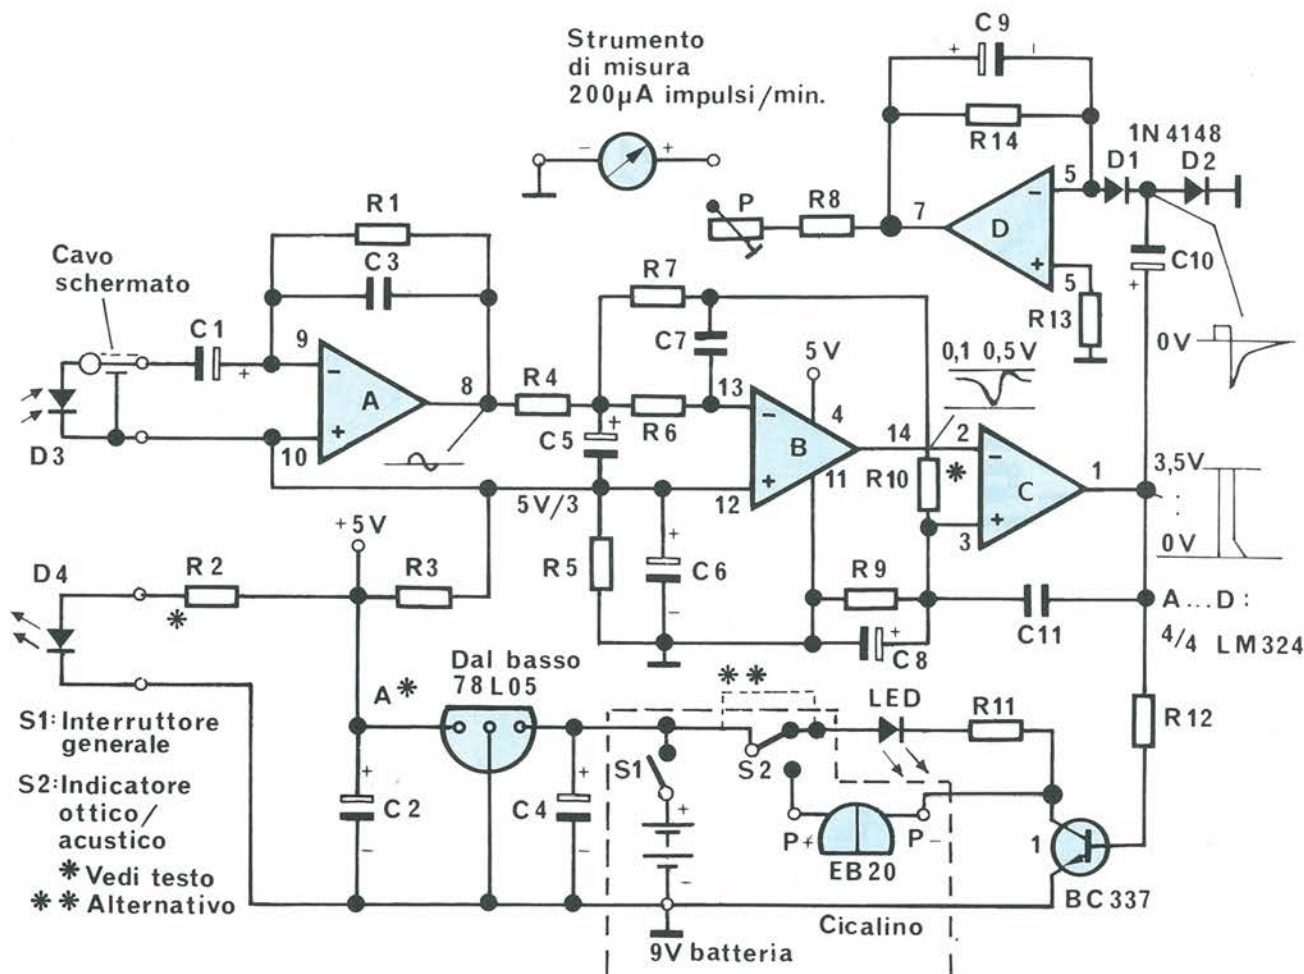 C 9
+
−
Strumento
di misura
200µA impulsi/min.
−
+
R14
1N 4148
D1
D2
5
−
D
+
5
7
R8
P
R13
C10
+
0V
R1
C 3
Cavo
schermato
C1
+
9
−
A
+
10
8
D3
R4
R7
C7
R6
C5
+
13
−
B
+
12
5V
4
11
14
0,1 0,5V
R10
*
2
−
C
+
3
1
3,5V
:
0V
5V/3
+5V
R3
R5
+
C6
−
R9
C8
+
C11
A...D:
4/4 LM324
D4
R2
*
R12
A*
Dal basso
78L05
+
C2
−
+
C4
−
* *
S1
+
−
S2
LED
R11
P+
P−
EB20
Cicalino
9V batteria
1
BC337
S1: Interruttore
generale
S2: Indicatore
ottico/
acustico
* Vedi testo
* * Alternativo